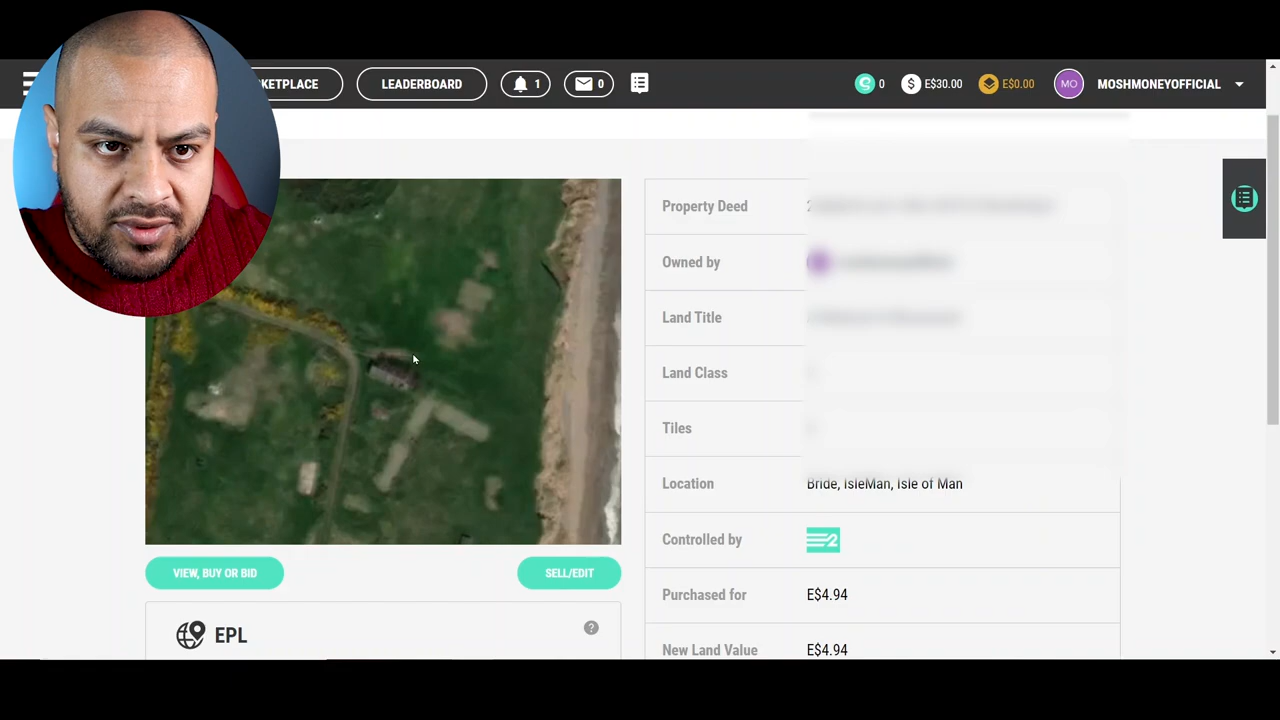 KETPLACE
LEADERBOARD
1
0
0
E$30.00
E$0.00
MO
MOSHMONEYOFFICIAL
Property Deed
Owned by
Land Title
Land Class
Tiles
Location Bride, IsleMan, Isle of Man
Controlled by
Purchased for E$4.94
New Land Value E$4.94
VIEW, BUY OR BID
SELL/EDIT
EPL
?